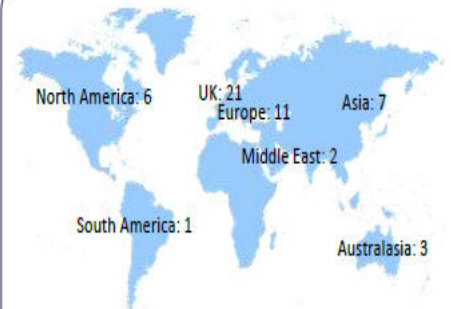 North America: 6
UK: 21
Europe: 11
Asia: 7
Middle East: 2
South America: 1
Australasia: 3